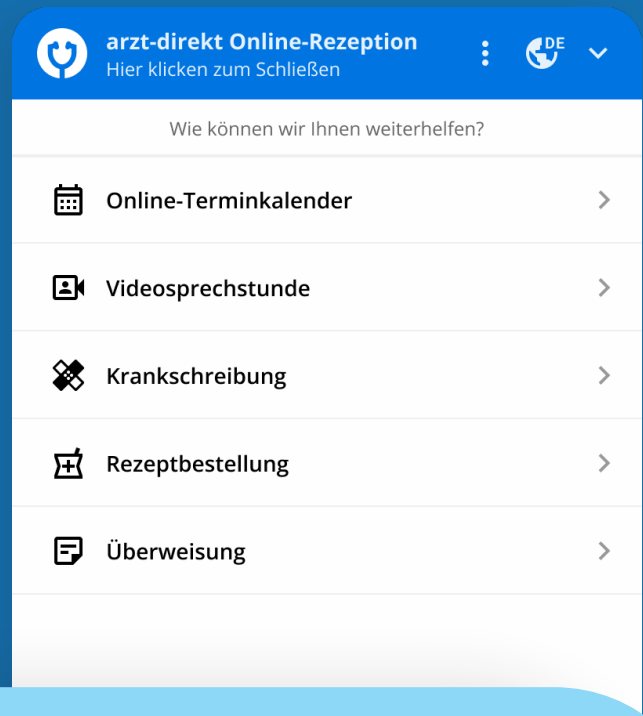 arzt-direkt Online-Rezeption
DE
Hier klicken zum Schließen
Wie können wir Ihnen weiterhelfen?
Online-Terminkalender
Videosprechstunde
Krankschreibung
Rezeptbestellung
Überweisung